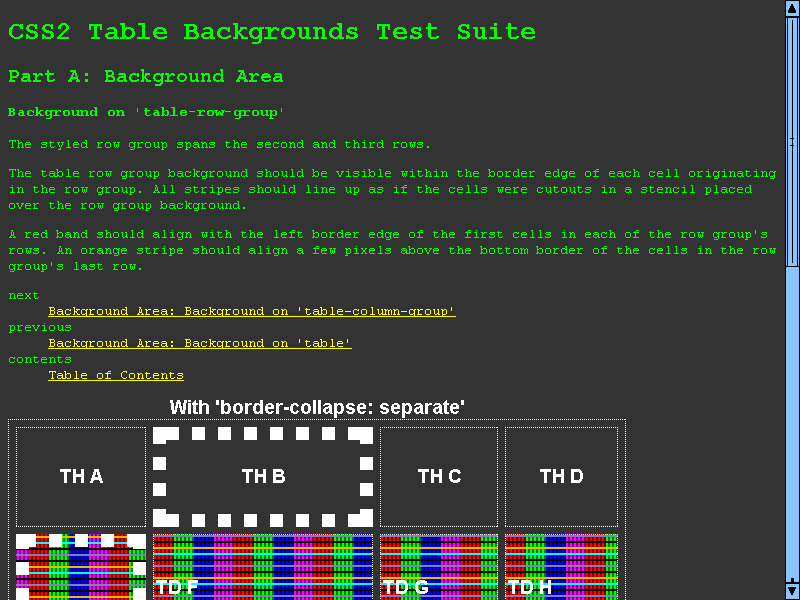 CSS2 Table Backgrounds Test Suite
Part A: Background Area
Background on 'table-row-group'
The styled row group spans the second and third rows.
The table row group background should be visible within the border edge of each cell originating
in the row group. All stripes should line up as if the cells were cutouts in a stencil placed
over the row group background.
A red band should align with the left border edge of the first cells in each of the row group's
rows. An orange stripe should align a few pixels above the bottom border of the cells in the row
group's last row.
next
Background Area: Background on 'table-column-group'
previous
Background Area: Background on 'table'
contents
Table of Contents
With 'border-collapse: separate'
TH A TH B TH C TH D
TD F TD G TD H